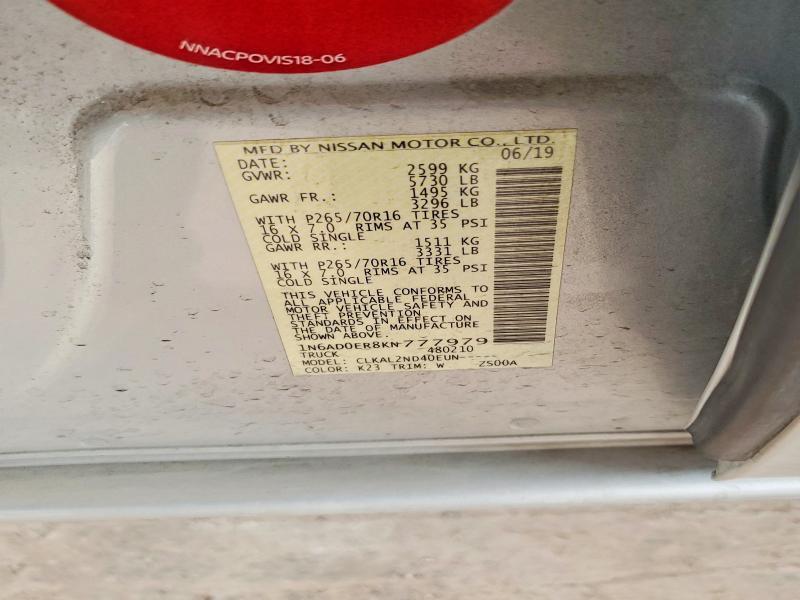 NNACPOVIS18-06
MFD BY NISSAN MOTOR CO., LTD.
DATE: 06/19
GVWR: 2599 KG
5730 LB
GAWR FR.: 1495 KG
3296 LB
WITH P265/70R16 TIRES
16 X 7.0 RIMS AT 35 PSI
COLD SINGLE
GAWR RR.: 1511 KG
3331 LB
WITH P265/70R16 TIRES
16 X 7.0 RIMS AT 35 PSI
COLD SINGLE
THIS VEHICLE CONFORMS TO
ALL APPLICABLE FEDERAL
MOTOR VEHICLE SAFETY AND
THEFT PREVENTION
STANDARDS IN EFFECT ON
THE DATE OF MANUFACTURE
SHOWN ABOVE.
1N6AD0ER8KN777979
TRUCK 480210
MODEL: CLKAL2ND40EUN-----
COLOR: K23 TRIM: W ZS00A